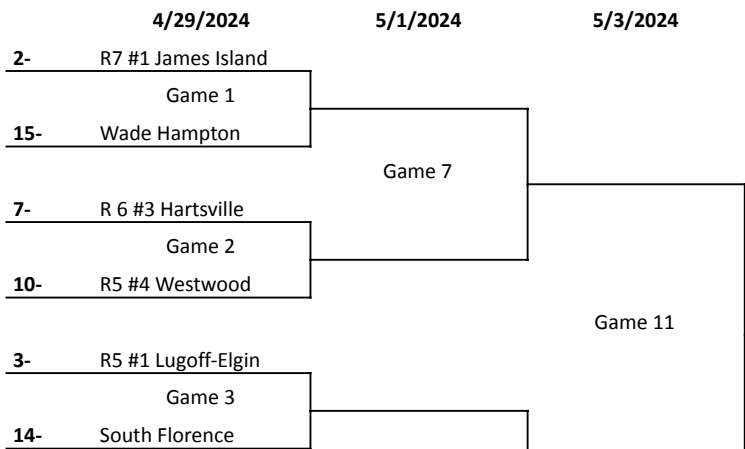 4/29/2024 5/1/2024 5/3/2024
2- R7 #1 James Island
Game 1
15- Wade Hampton
Game 7
7- R 6 #3 Hartsville
Game 2
10- R5 #4 Westwood
Game 11
3- R5 #1 Lugoff-Elgin
Game 3
14- South Florence